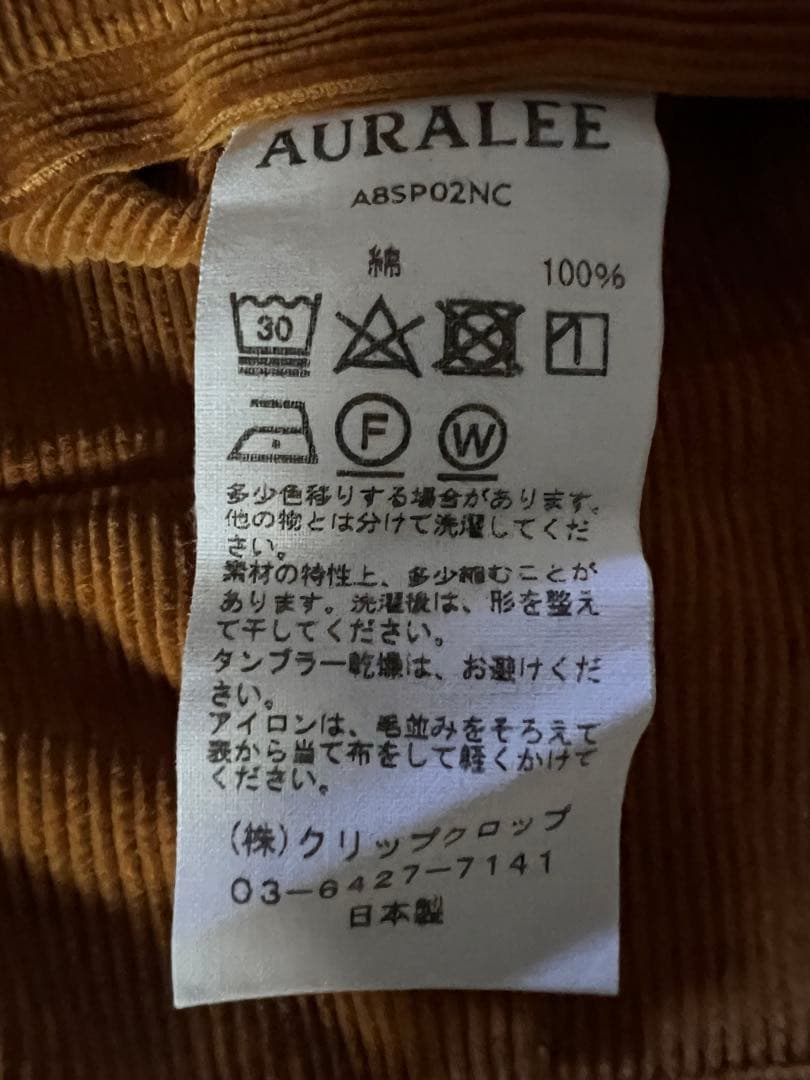 AURALEE
A8SP02NC
綿 100%
30
F W
多少色移りする場合があります。
他の物とは分けて洗濯してくだ
さい。
素材の特性上、多少縮むことが
あります。洗濯後は、形を整え
て干してください。
タンブラー乾燥は、お避けくだ
さい。
アイロンは、毛並みをそろえて
表から当て布をして軽くかけて
ください。
(株)クリップクロップ
03-6427-7141
日本製